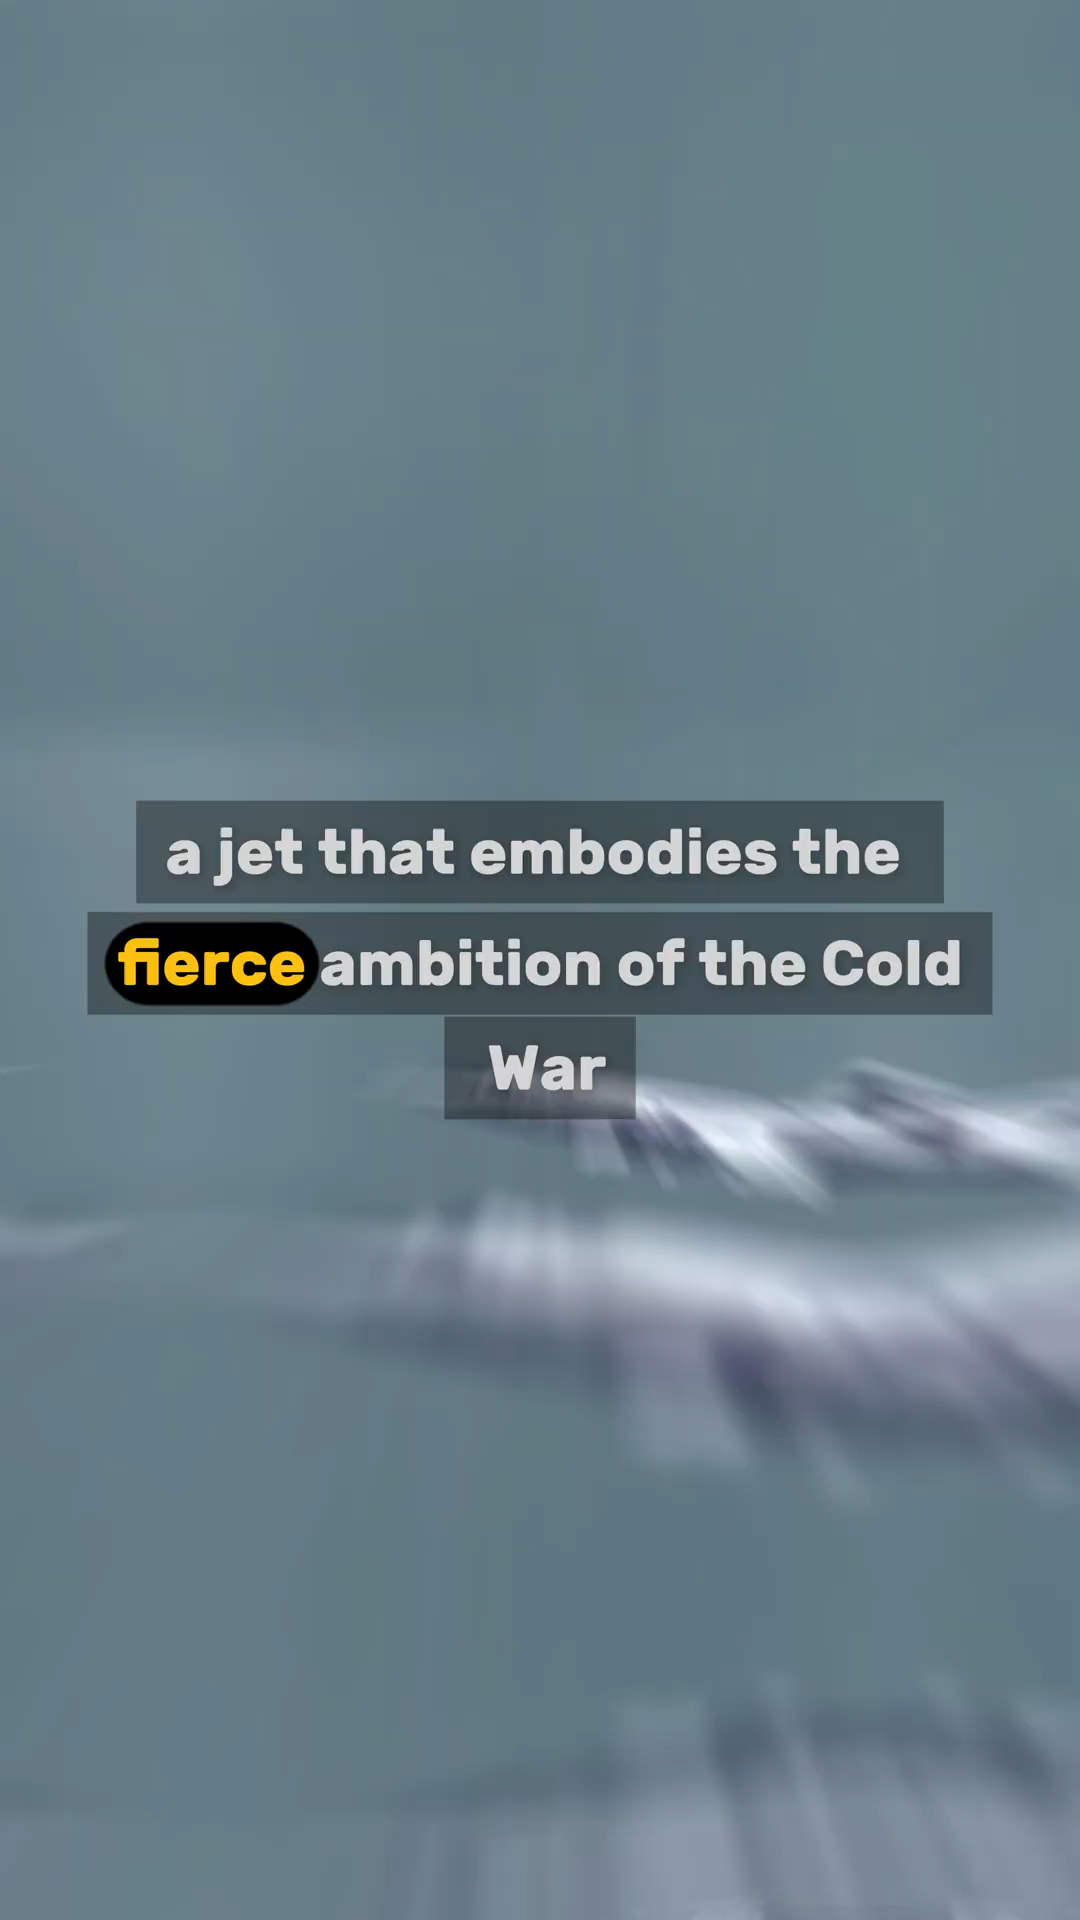 a jet that embodies the
fierce ambition of the Cold
War